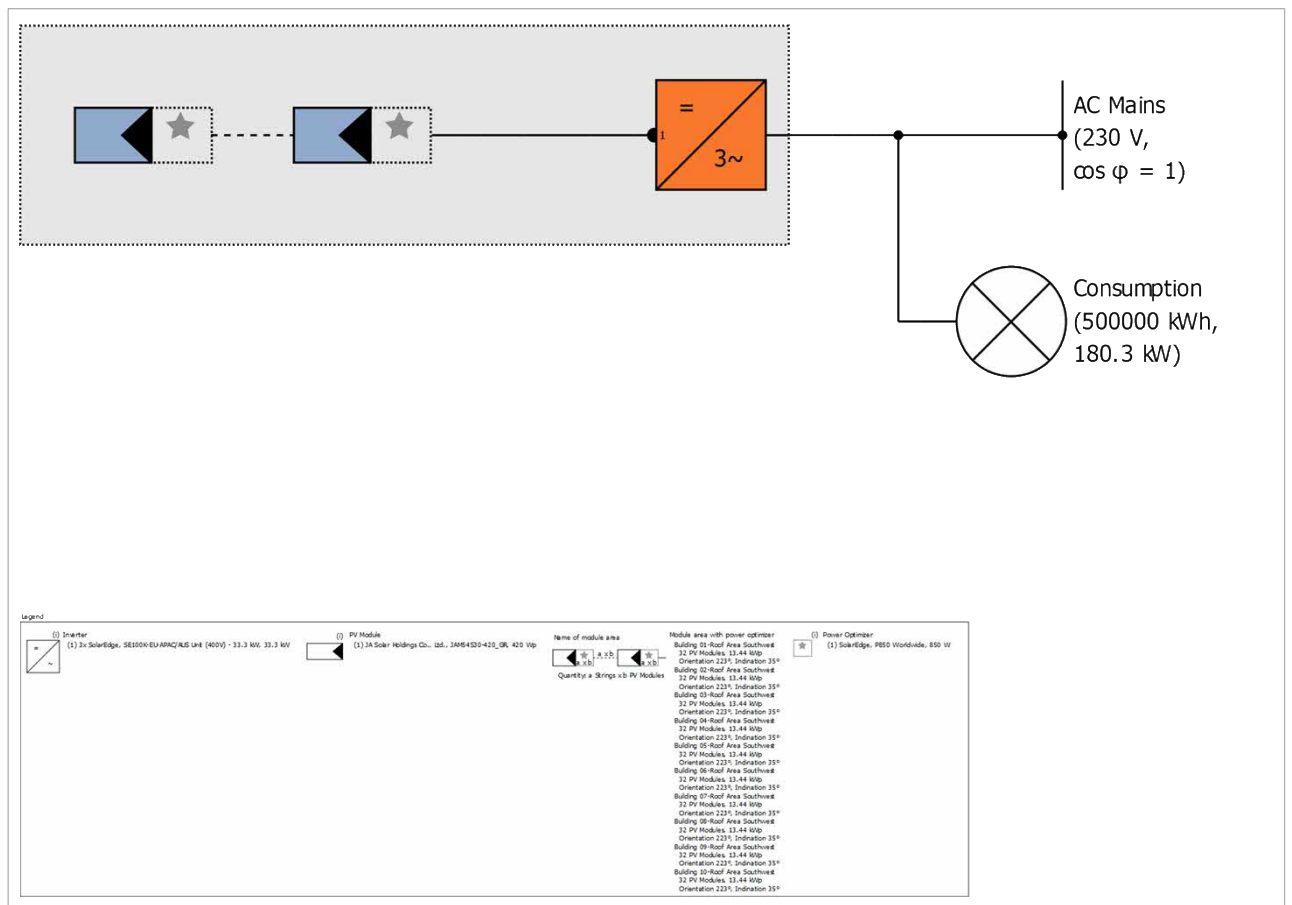 =
1
3~
AC Mains
(230 V,
cos φ = 1)
Consumption
(500000 kWh,
180.3 kW)
Legend
(i) Inverter
(1) 3x SolarEdge, SE100K-EU-APAC/AUS Unit (400V) - 33.3 kW, 33.3 kW
=
~
(i) PV Module
(1) JA Solar Holdings Co., Ltd., JAM54S30-420_GR, 420 Wp
Name of module area
a x b
a x b
a x b
Quantity: a Strings x b PV Modules
Module area with power optimizer
Building 01-Roof Area Southwest
32 PV Modules, 13.44 kWp
Orientation 223°, Inclination 35°
Building 02-Roof Area Southwest
32 PV Modules, 13.44 kWp
Orientation 223°, Inclination 35°
Building 03-Roof Area Southwest
32 PV Modules, 13.44 kWp
Orientation 223°, Inclination 35°
Building 04-Roof Area Southwest
32 PV Modules, 13.44 kWp
Orientation 223°, Inclination 35°
Building 05-Roof Area Southwest
32 PV Modules, 13.44 kWp
Orientation 223°, Inclination 35°
Building 06-Roof Area Southwest
32 PV Modules, 13.44 kWp
Orientation 223°, Inclination 35°
Building 07-Roof Area Southwest
32 PV Modules, 13.44 kWp
Orientation 223°, Inclination 35°
Building 08-Roof Area Southwest
32 PV Modules, 13.44 kWp
Orientation 223°, Inclination 35°
Building 09-Roof Area Southwest
32 PV Modules, 13.44 kWp
Orientation 223°, Inclination 35°
Building 10-Roof Area Southwest
32 PV Modules, 13.44 kWp
Orientation 223°, Inclination 35°
(i) Power Optimizer
(1) SolarEdge, P850 Worldwide, 850 W